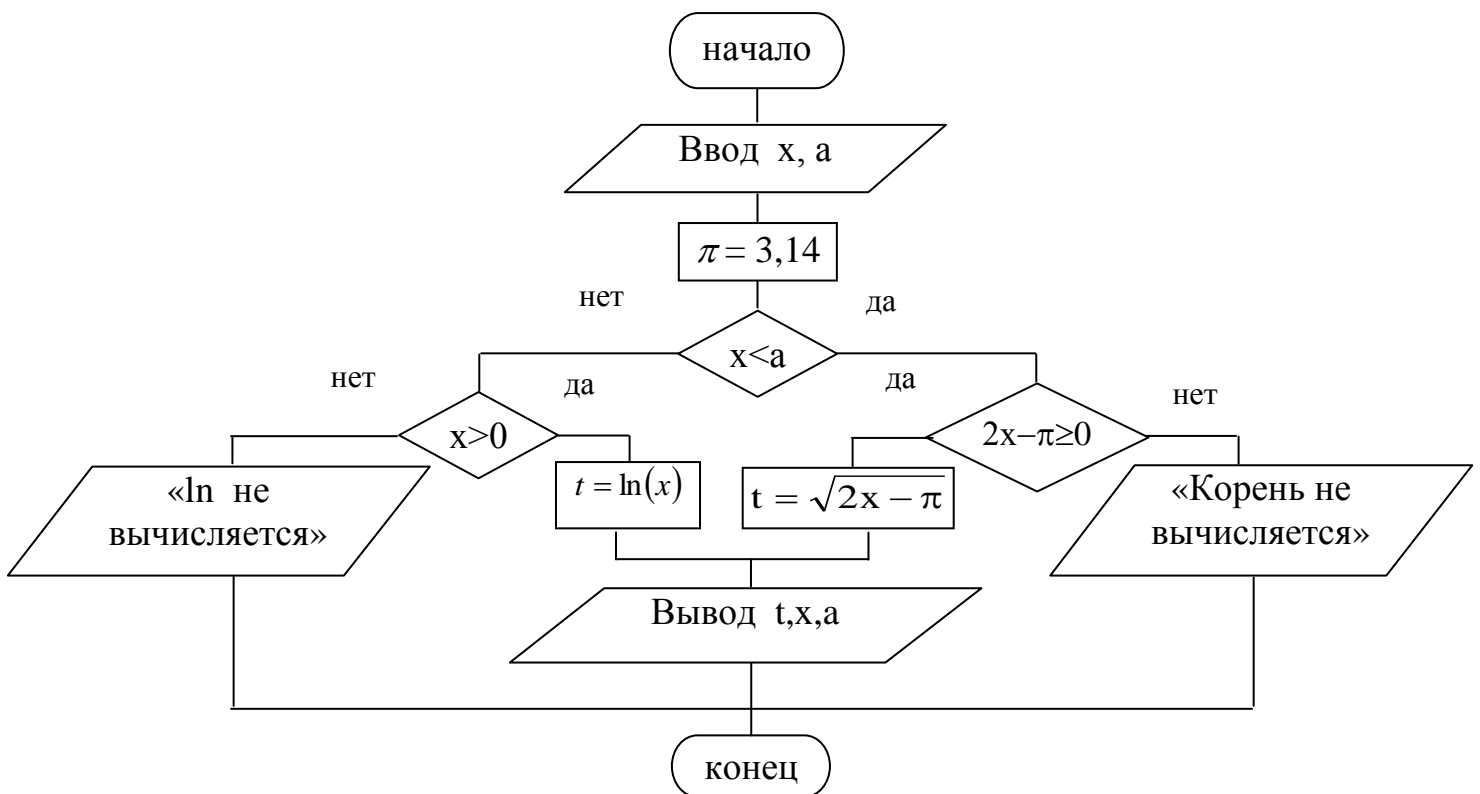 начало
Ввод x, a
π = 3,14
нет
да
x<a
нет
да
да
нет
x>0
2x−π≥0
«ln не
вычисляется»
t = ln(x)
t = √2x − π
«Корень не
вычисляется»
Вывод t,x,a
конец